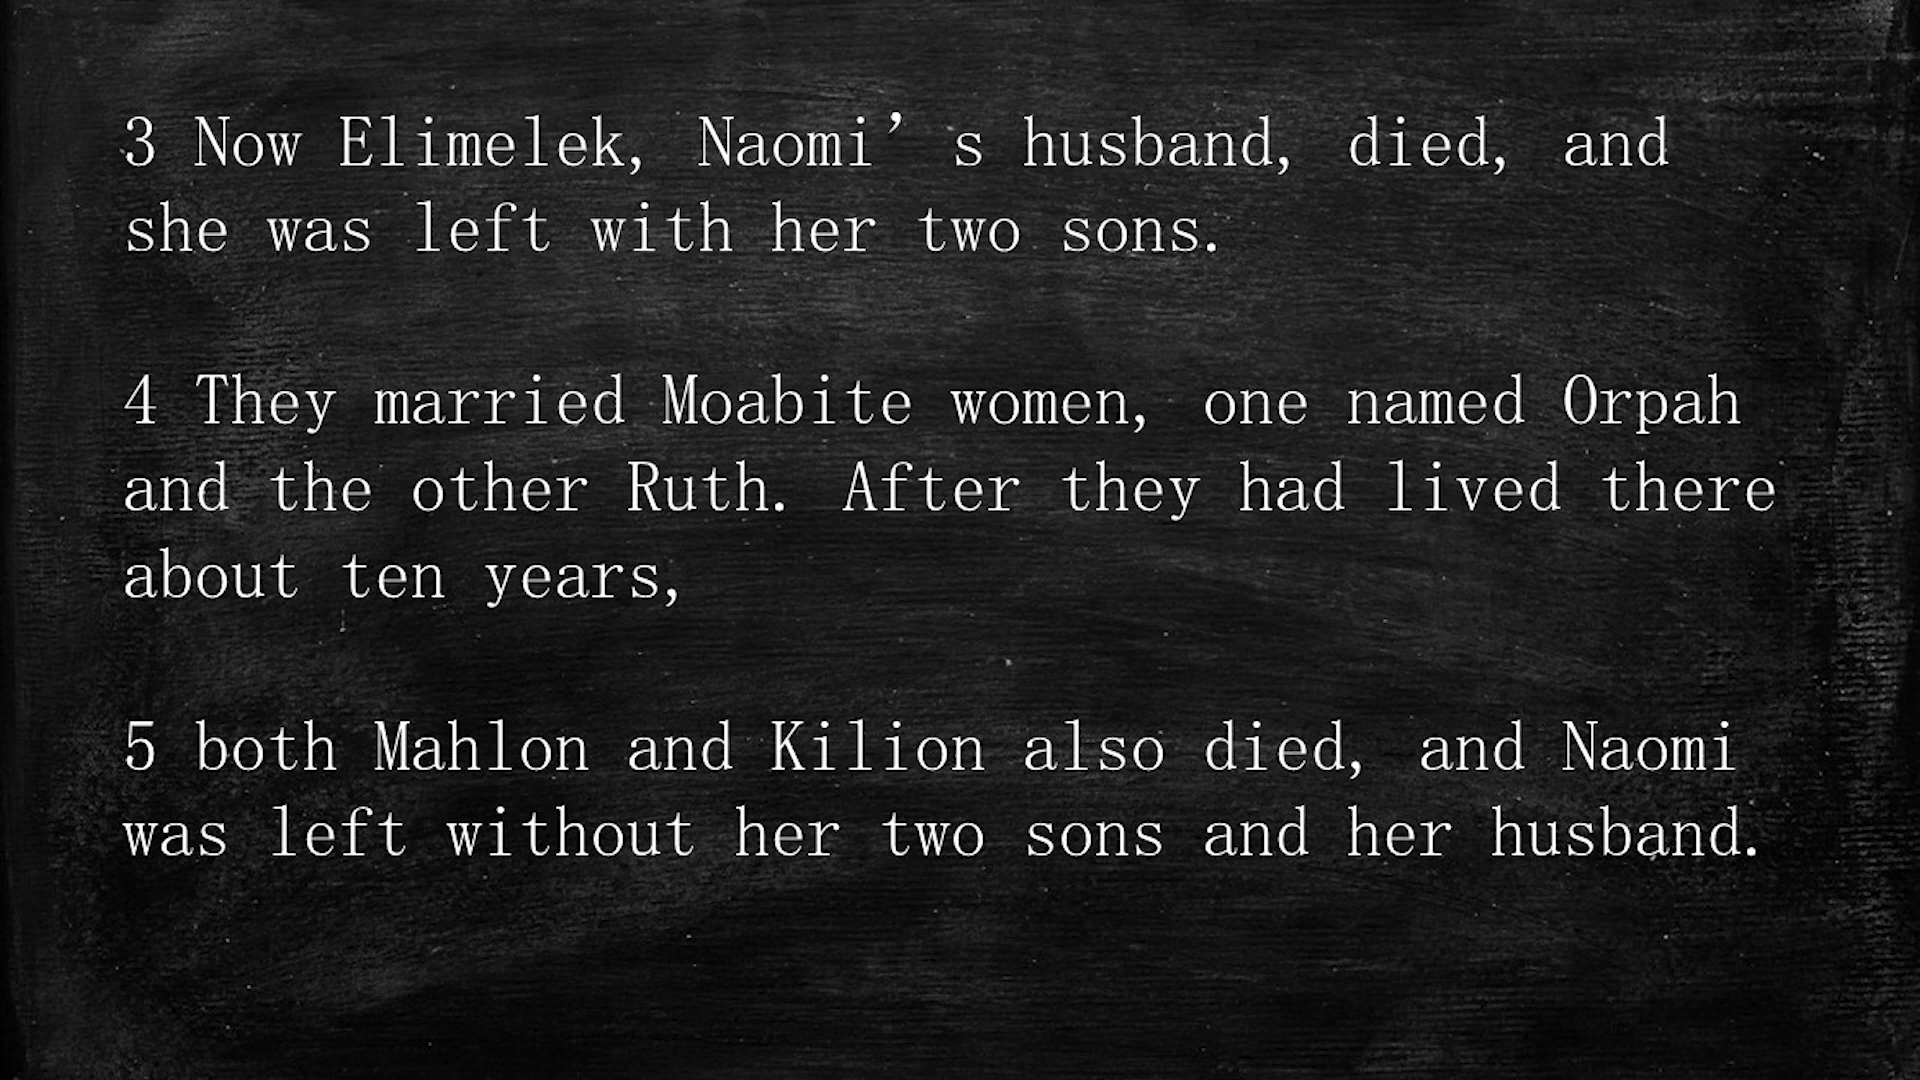 3 Now Elimelek, Naomi’s husband, died, and
she was left with her two sons.
4 They married Moabite women, one named Orpah
and the other Ruth. After they had lived there
about ten years,
5 both Mahlon and Kilion also died, and Naomi
was left without her two sons and her husband.